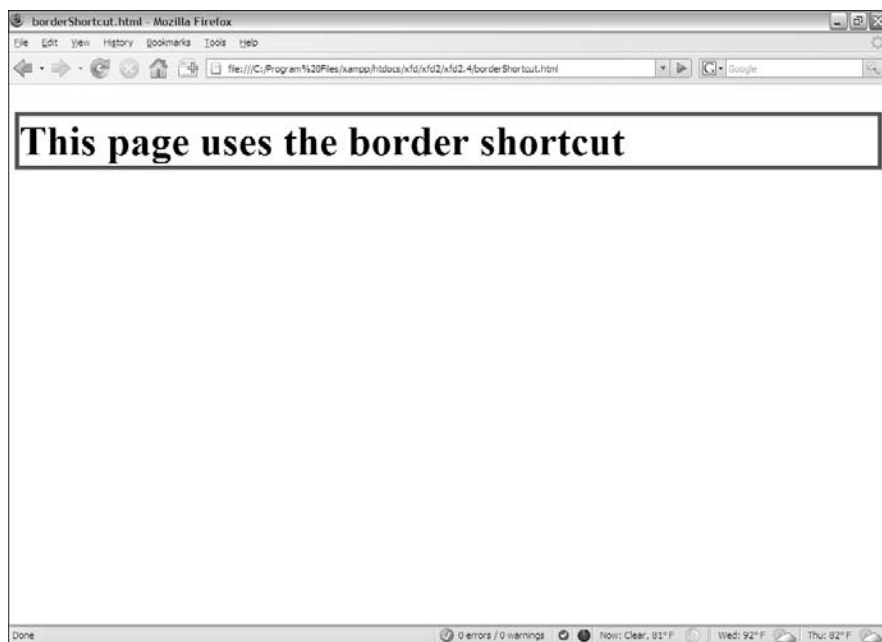 borderShortcut.html - Mozilla Firefox
File Edit View History Bookmarks Tools Help
file:///C:/Program%20Files/xampp/htdocs/xfd/xfd2/xfd2.4/borderShortcut.html
G Google
This page uses the border shortcut
Done 0 errors / 0 warnings Now: Clear, 81° F Wed: 92° F Thu: 82° F